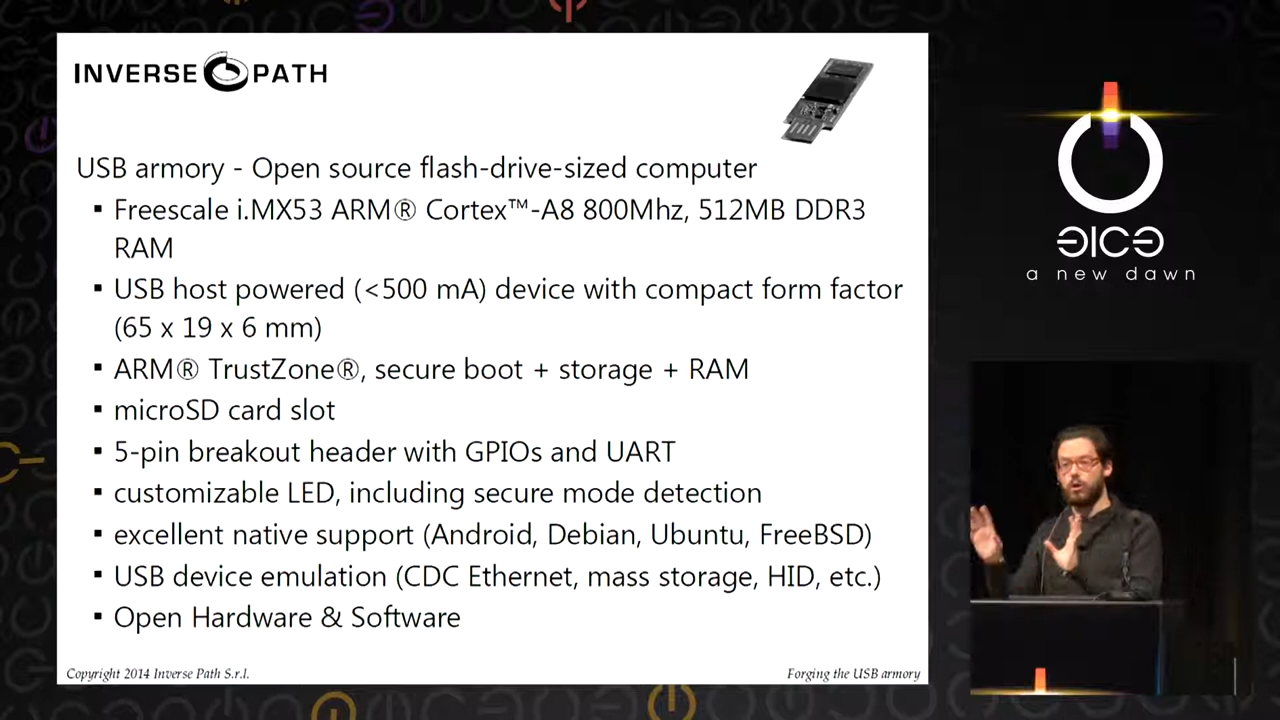 INVERSE PATH
USB armory - Open source flash-drive-sized computer
▪ Freescale i.MX53 ARM® Cortex™-A8 800Mhz, 512MB DDR3
RAM
▪ USB host powered (<500 mA) device with compact form factor
(65 x 19 x 6 mm)
▪ ARM® TrustZone®, secure boot + storage + RAM
▪ microSD card slot
▪ 5-pin breakout header with GPIOs and UART
▪ customizable LED, including secure mode detection
▪ excellent native support (Android, Debian, Ubuntu, FreeBSD)
▪ USB device emulation (CDC Ethernet, mass storage, HID, etc.)
▪ Open Hardware & Software
Copyright 2014 Inverse Path S.r.l.
Forging the USB armory
a new dawn